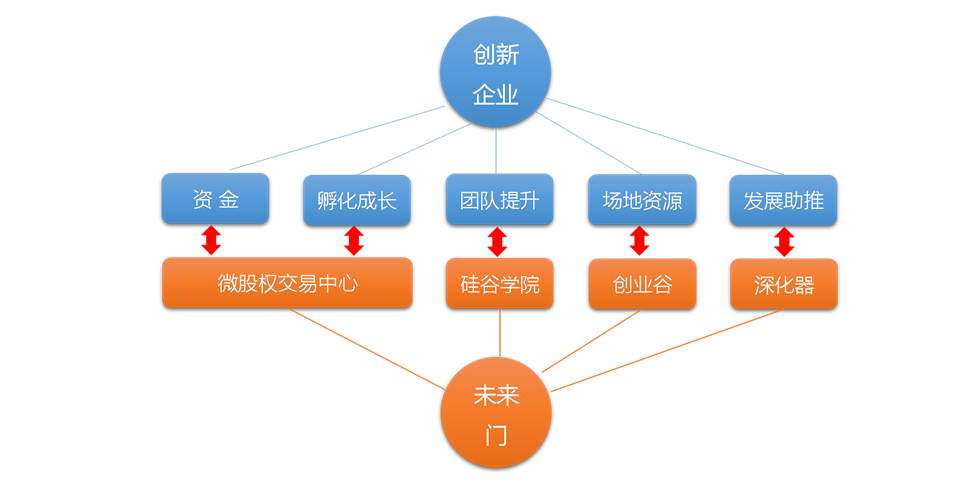 创新
企业
资 金
孵化成长
团队提升
场地资源
发展助推
微股权交易中心
硅谷学院
创业谷
深化器
未来
门